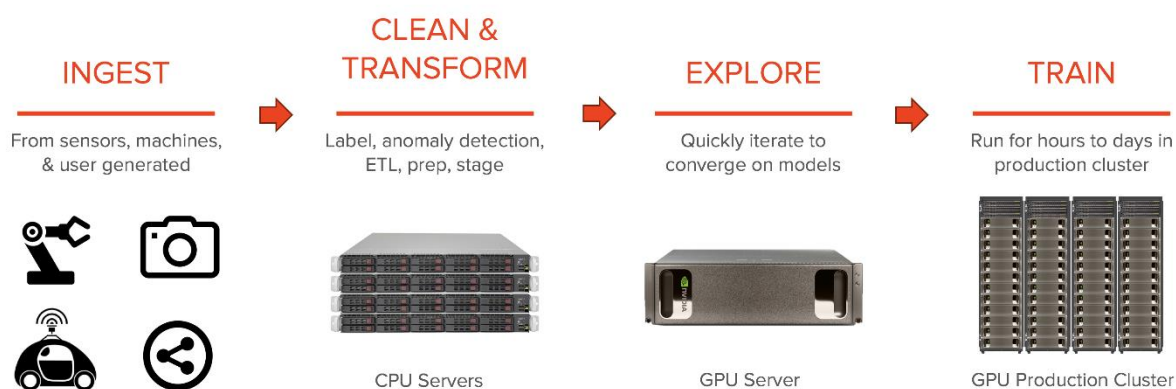 INGEST
From sensors, machines,
& user generated
CLEAN &
TRANSFORM
Label, anomaly detection,
ETL, prep, stage
CPU Servers
EXPLORE
Quickly iterate to
converge on models
NVIDIA
GPU Server
TRAIN
Run for hours to days in
production cluster
GPU Production Cluster